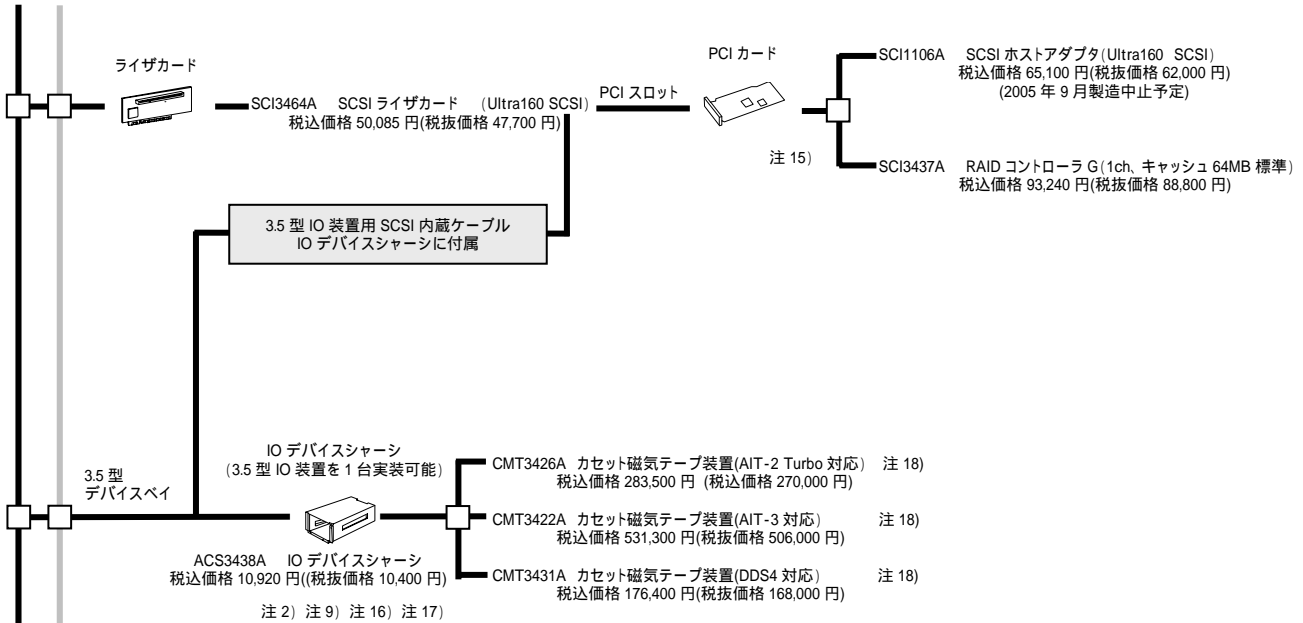 ライザカード
SCI3464A SCSI ライザカード (Ultra160 SCSI)
税込価格 50,085 円(税抜価格 47,700 円)
PCI スロット
PCI カード
注 15)
SCI1106A SCSI ホストアダプタ(Ultra160 SCSI)
税込価格 65,100 円(税抜価格 62,000 円)
(2005 年 9 月製造中止予定)
SCI3437A RAID コントローラ G(1ch、キャッシュ 64MB 標準)
税込価格 93,240 円(税抜価格 88,800 円)
3.5 型 IO 装置用 SCSI 内蔵ケーブル
IO デバイスシャーシに付属
3.5 型
デバイスベイ
IO デバイスシャーシ
(3.5 型 IO 装置を 1 台実装可能)
ACS3438A IO デバイスシャーシ
税込価格 10,920 円((税抜価格 10,400 円)
注 2) 注 9) 注 16) 注 17)
CMT3426A カセット磁気テープ装置(AIT-2 Turbo 対応) 注 18)
税込価格 283,500 円 (税込価格 270,000 円)
CMT3422A カセット磁気テープ装置(AIT-3 対応) 注 18)
税込価格 531,300 円(税抜価格 506,000 円)
CMT3431A カセット磁気テープ装置(DDS4 対応) 注 18)
税込価格 176,400 円(税抜価格 168,000 円)